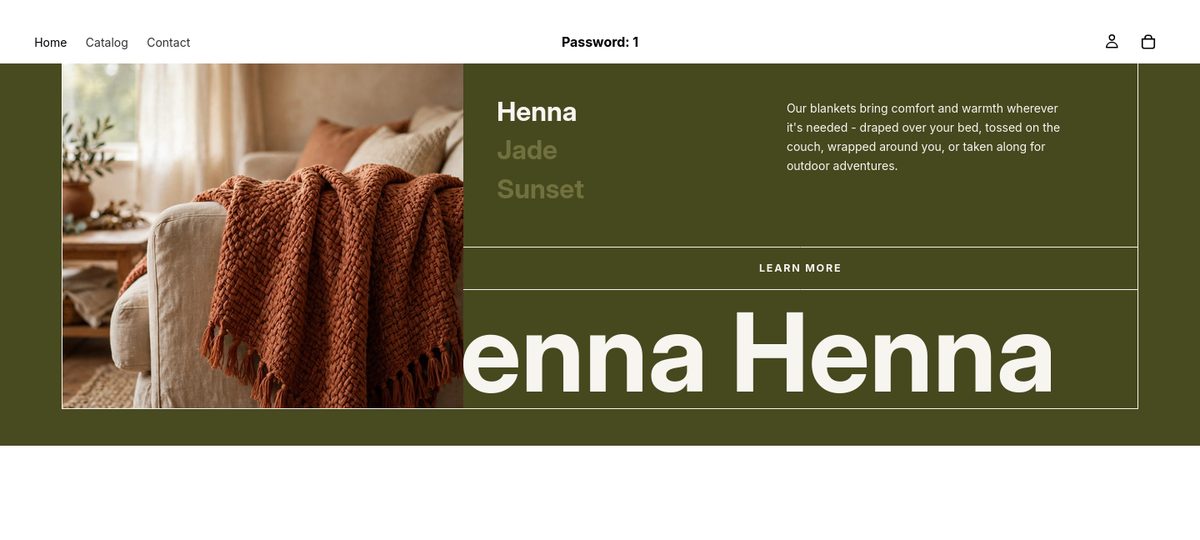 Home
Catalog
Contact
Password: 1
Henna
Jade
Sunset
Our blankets bring comfort and warmth wherever
it's needed - draped over your bed, tossed on the
couch, wrapped around you, or taken along for
outdoor adventures.
LEARN MORE
enna Henna